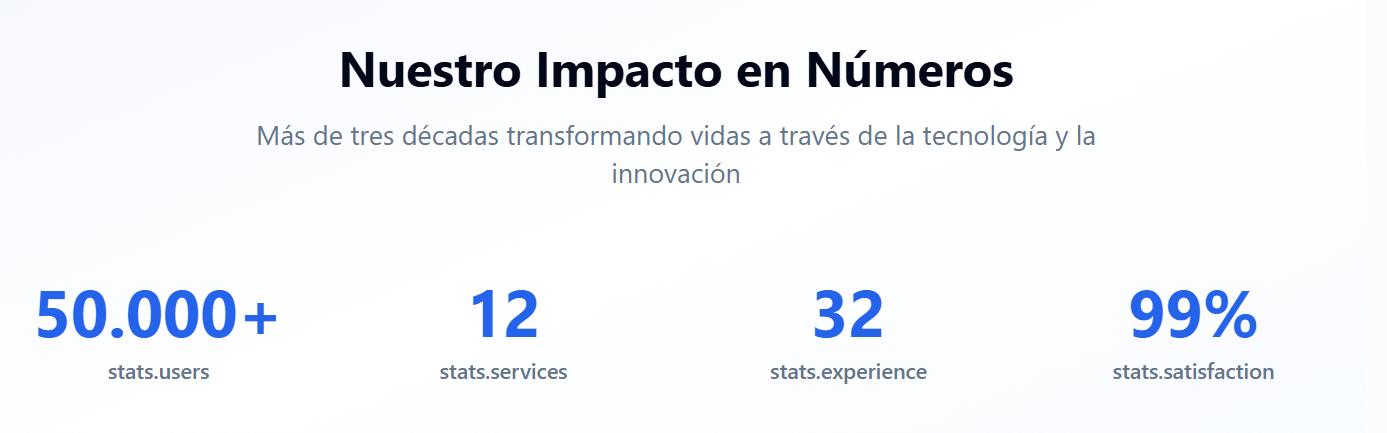 Nuestro Impacto en Números
Más de tres décadas transformando vidas a través de la tecnología y la
innovación
50.000+
12
32
99%
stats.users
stats.services
stats.experience
stats.satisfaction